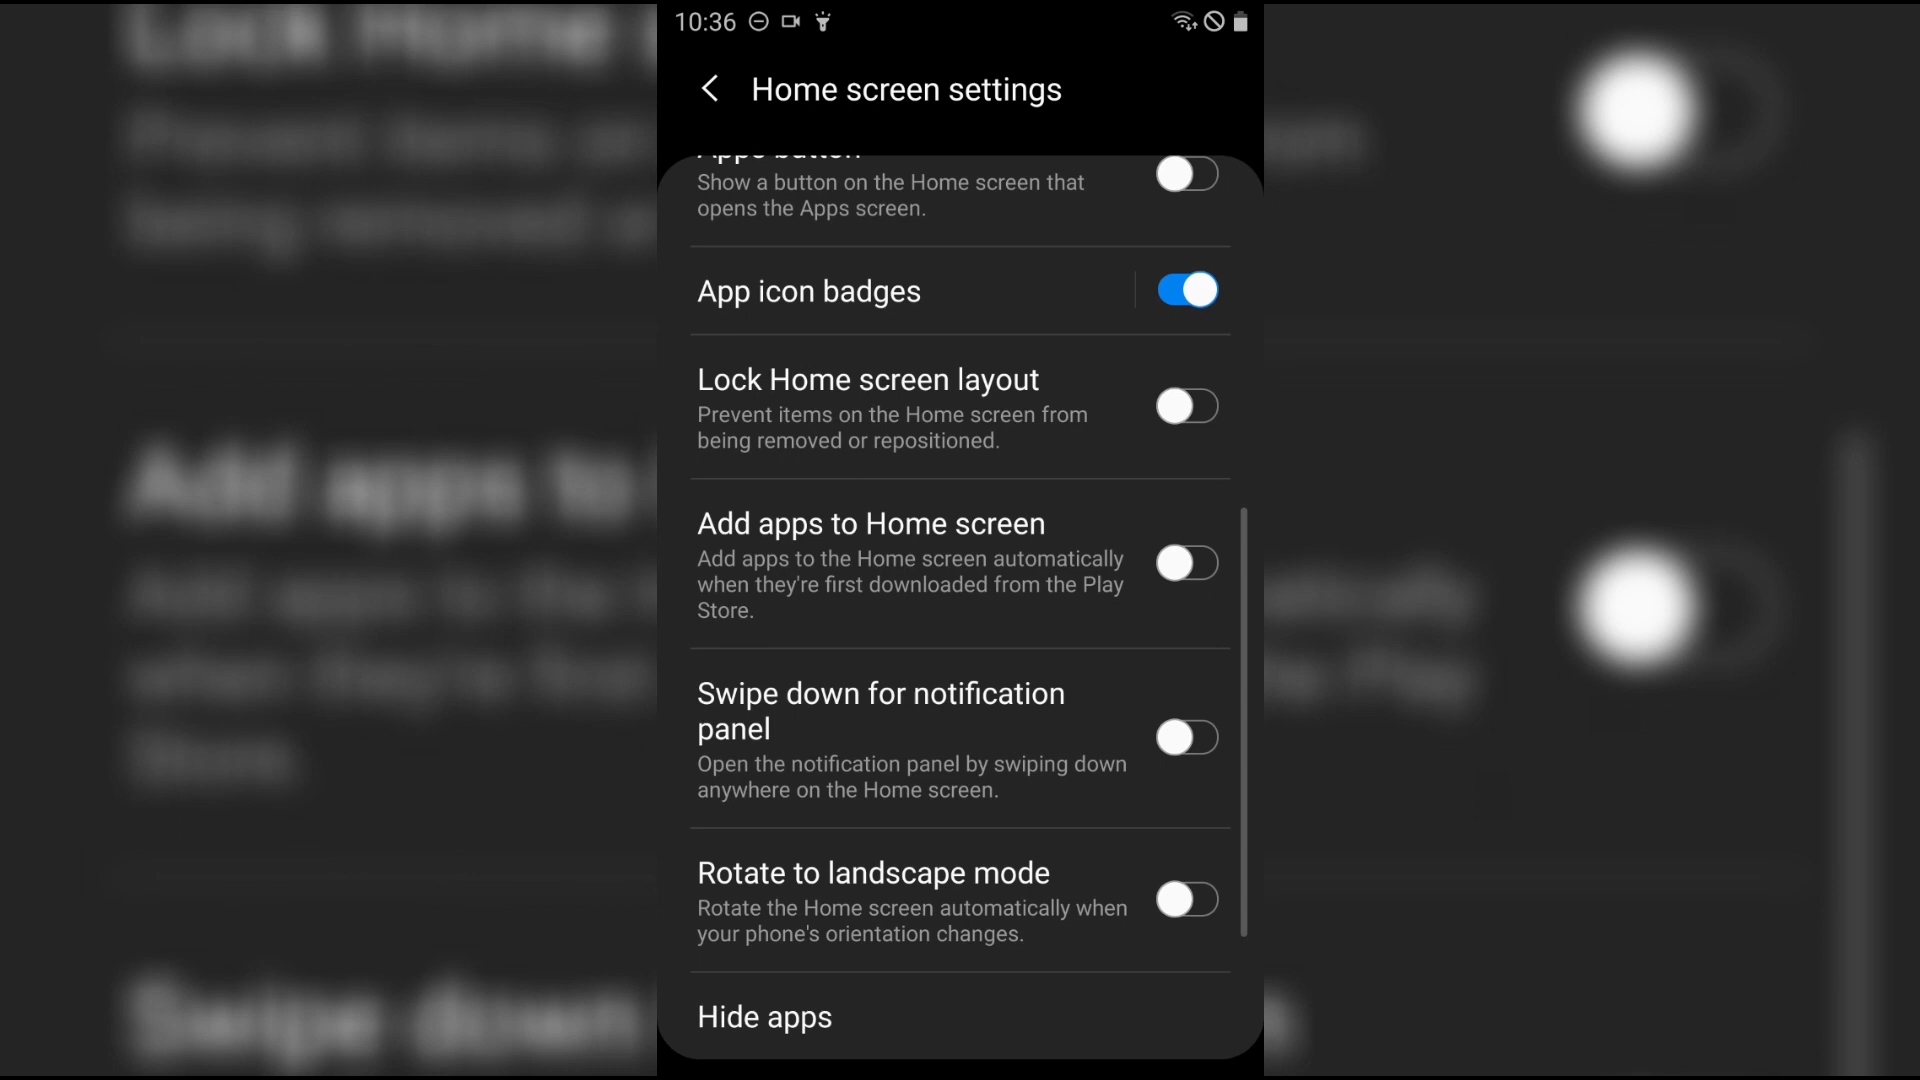 10:36
Home screen settings
Apps button
Show a button on the Home screen that
opens the Apps screen.
App icon badges
Lock Home screen layout
Prevent items on the Home screen from
being removed or repositioned.
Add apps to Home screen
Add apps to the Home screen automatically
when they're first downloaded from the Play
Store.
Swipe down for notification
panel
Open the notification panel by swiping down
anywhere on the Home screen.
Rotate to landscape mode
Rotate the Home screen automatically when
your phone's orientation changes.
Hide apps